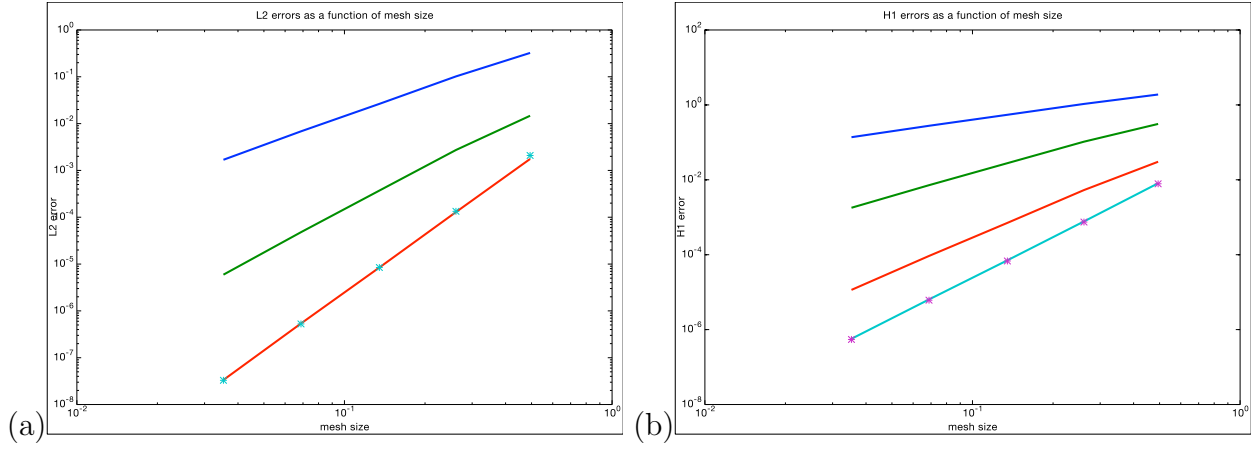 L2 errors as a function of mesh size
10^0
10^-1
10^-2
10^-3
10^-4
10^-5
10^-6
10^-7
10^-8
L2 error
10^-2
10^-1
10^0
mesh size
(a)
H1 errors as a function of mesh size
10^2
10^0
10^-2
10^-4
10^-6
10^-8
H1 error
10^-2
10^-1
10^0
mesh size
(b)